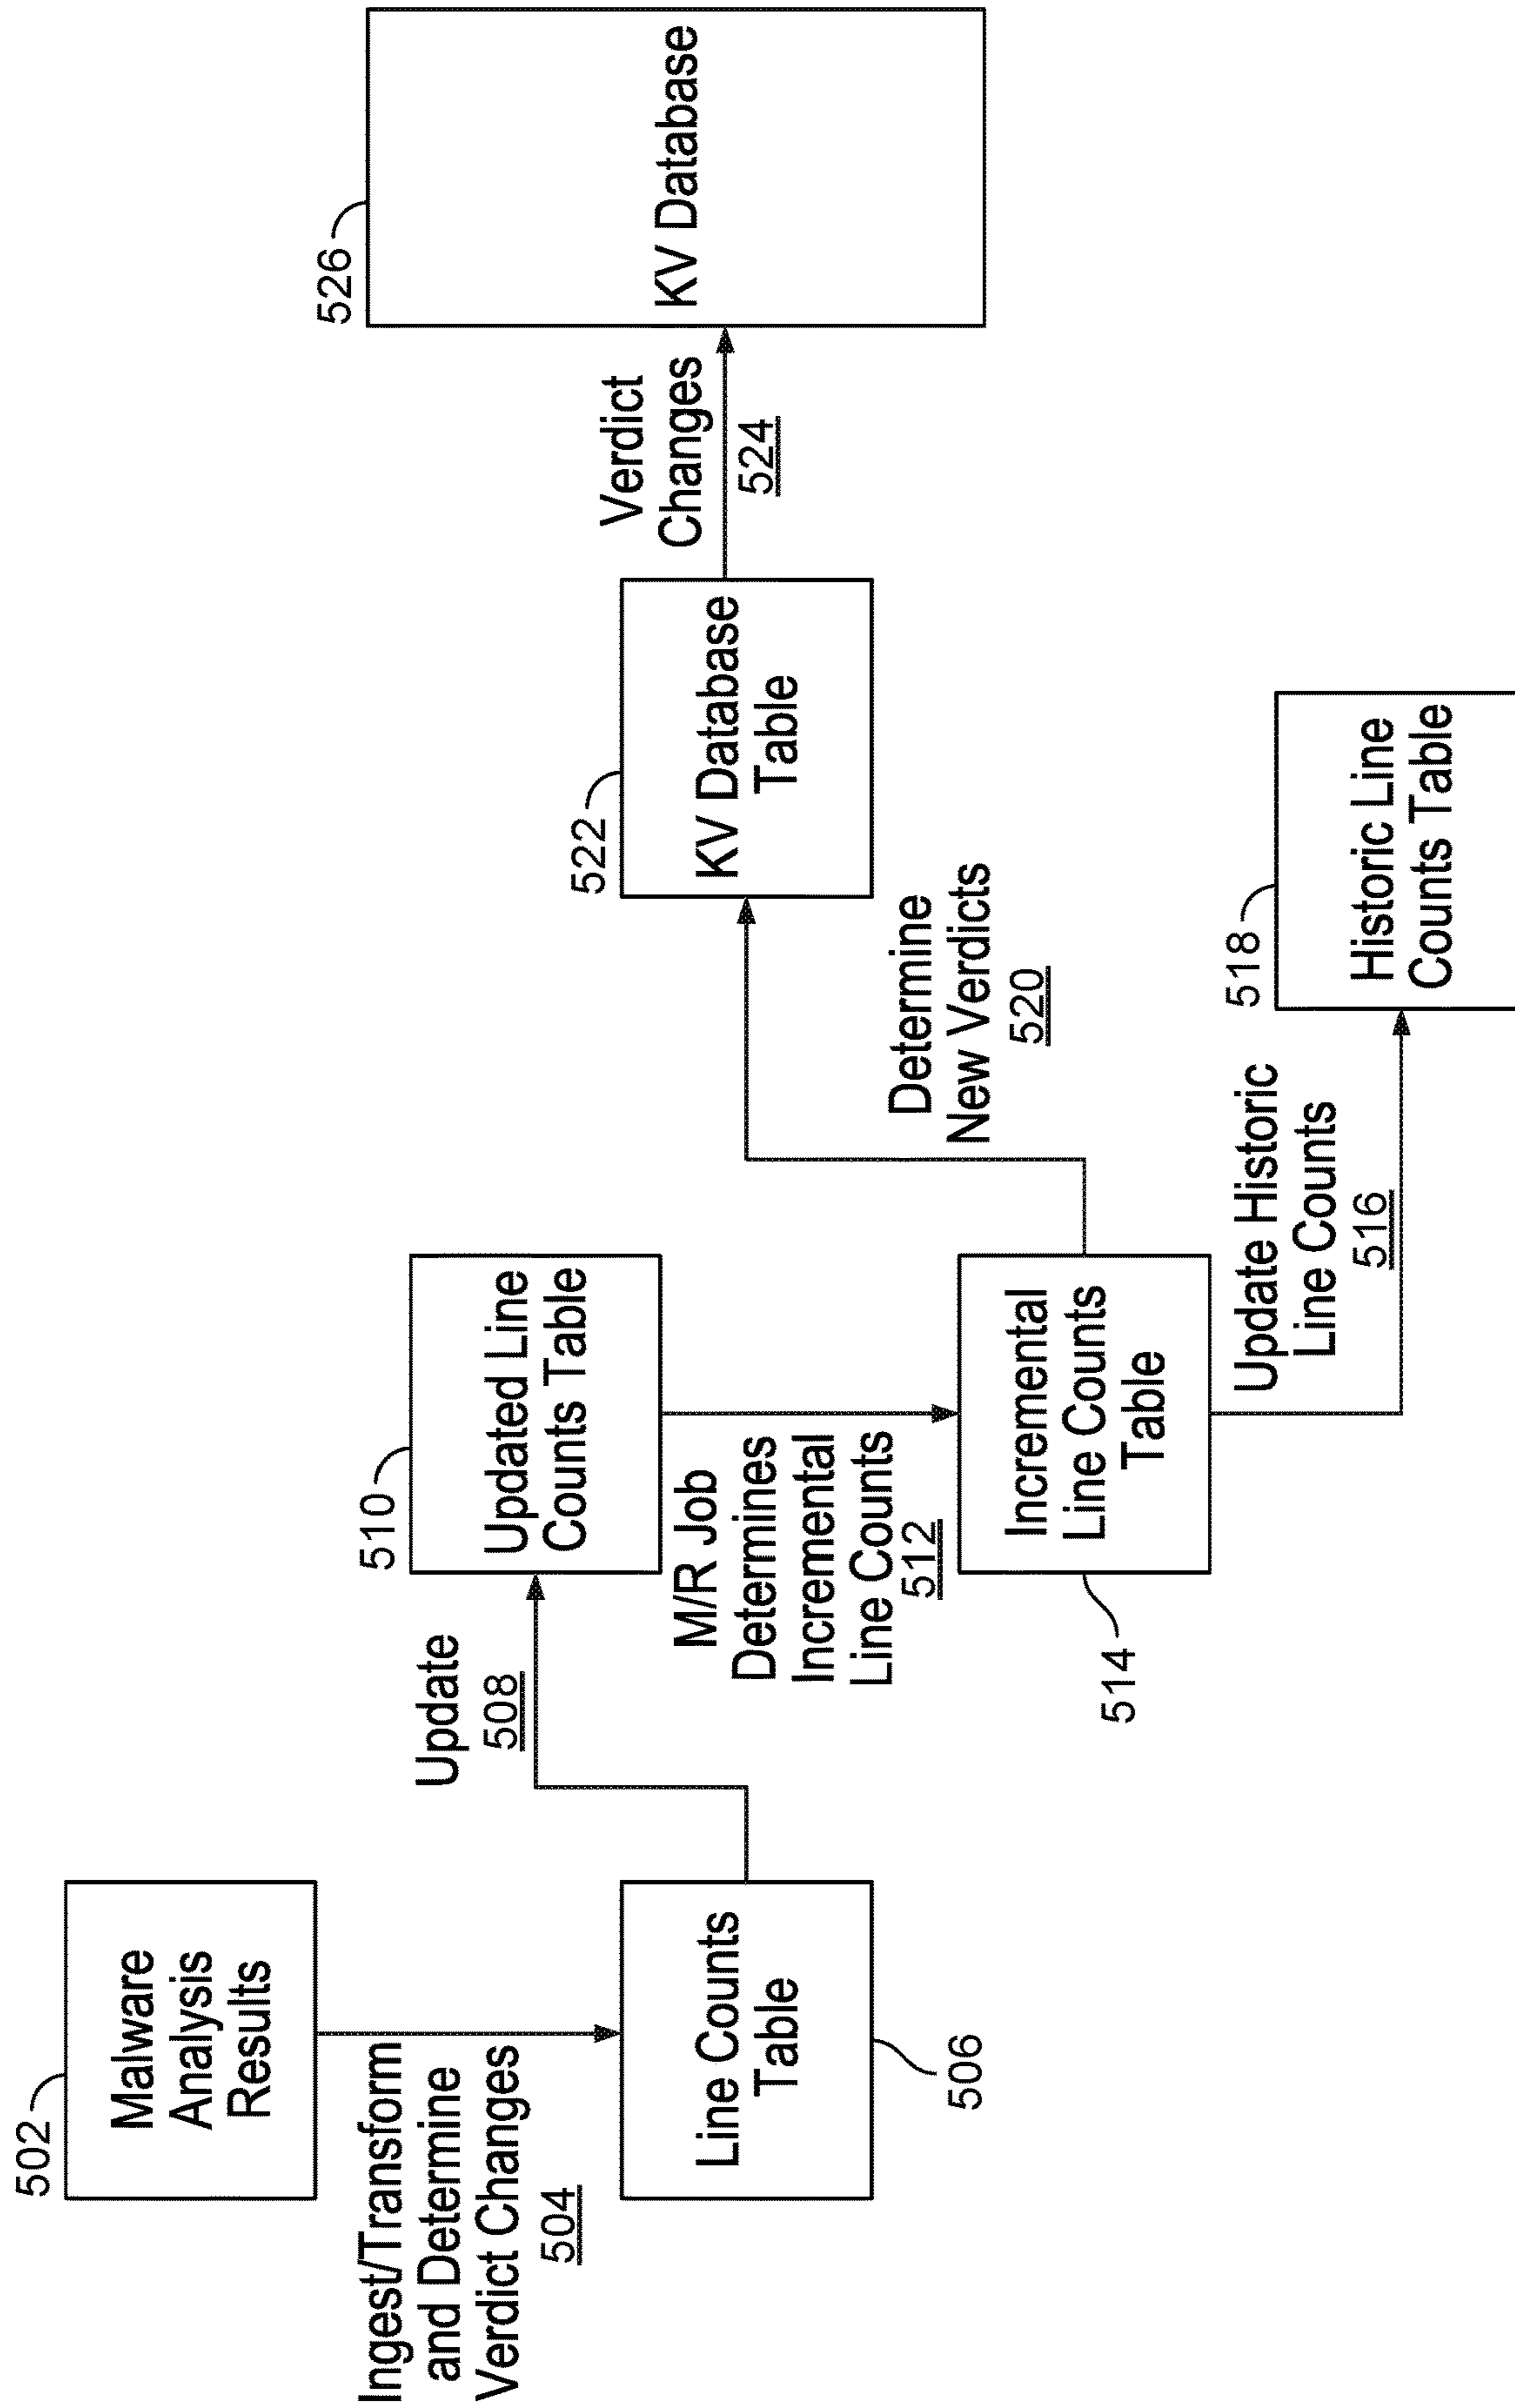 502
Malware
Analysis
Results
Ingest/Transform
and Determine
Verdict Changes
504
Line Counts
Table
506
Update
508
510
Updated Line
Counts Table
M/R Job
Determines
Incremental
Line Counts
512
Incremental
Line Counts
Table
514
Update Historic
Line Counts
516
518
Historic Line
Counts Table
Determine
New Verdicts
520
522
KV Database
Table
Verdict
Changes
524
526
KV Database